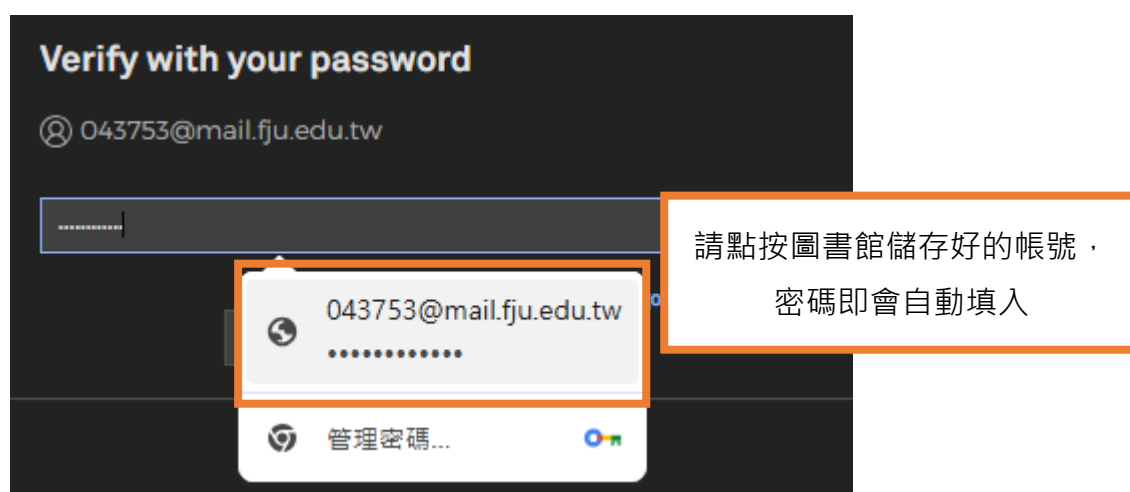 Verify with your password
043753@mail.fju.edu.tw
請點按圖書館儲存好的帳號，
密碼即會自動填入
043753@mail.fju.edu.tw
管理密碼...